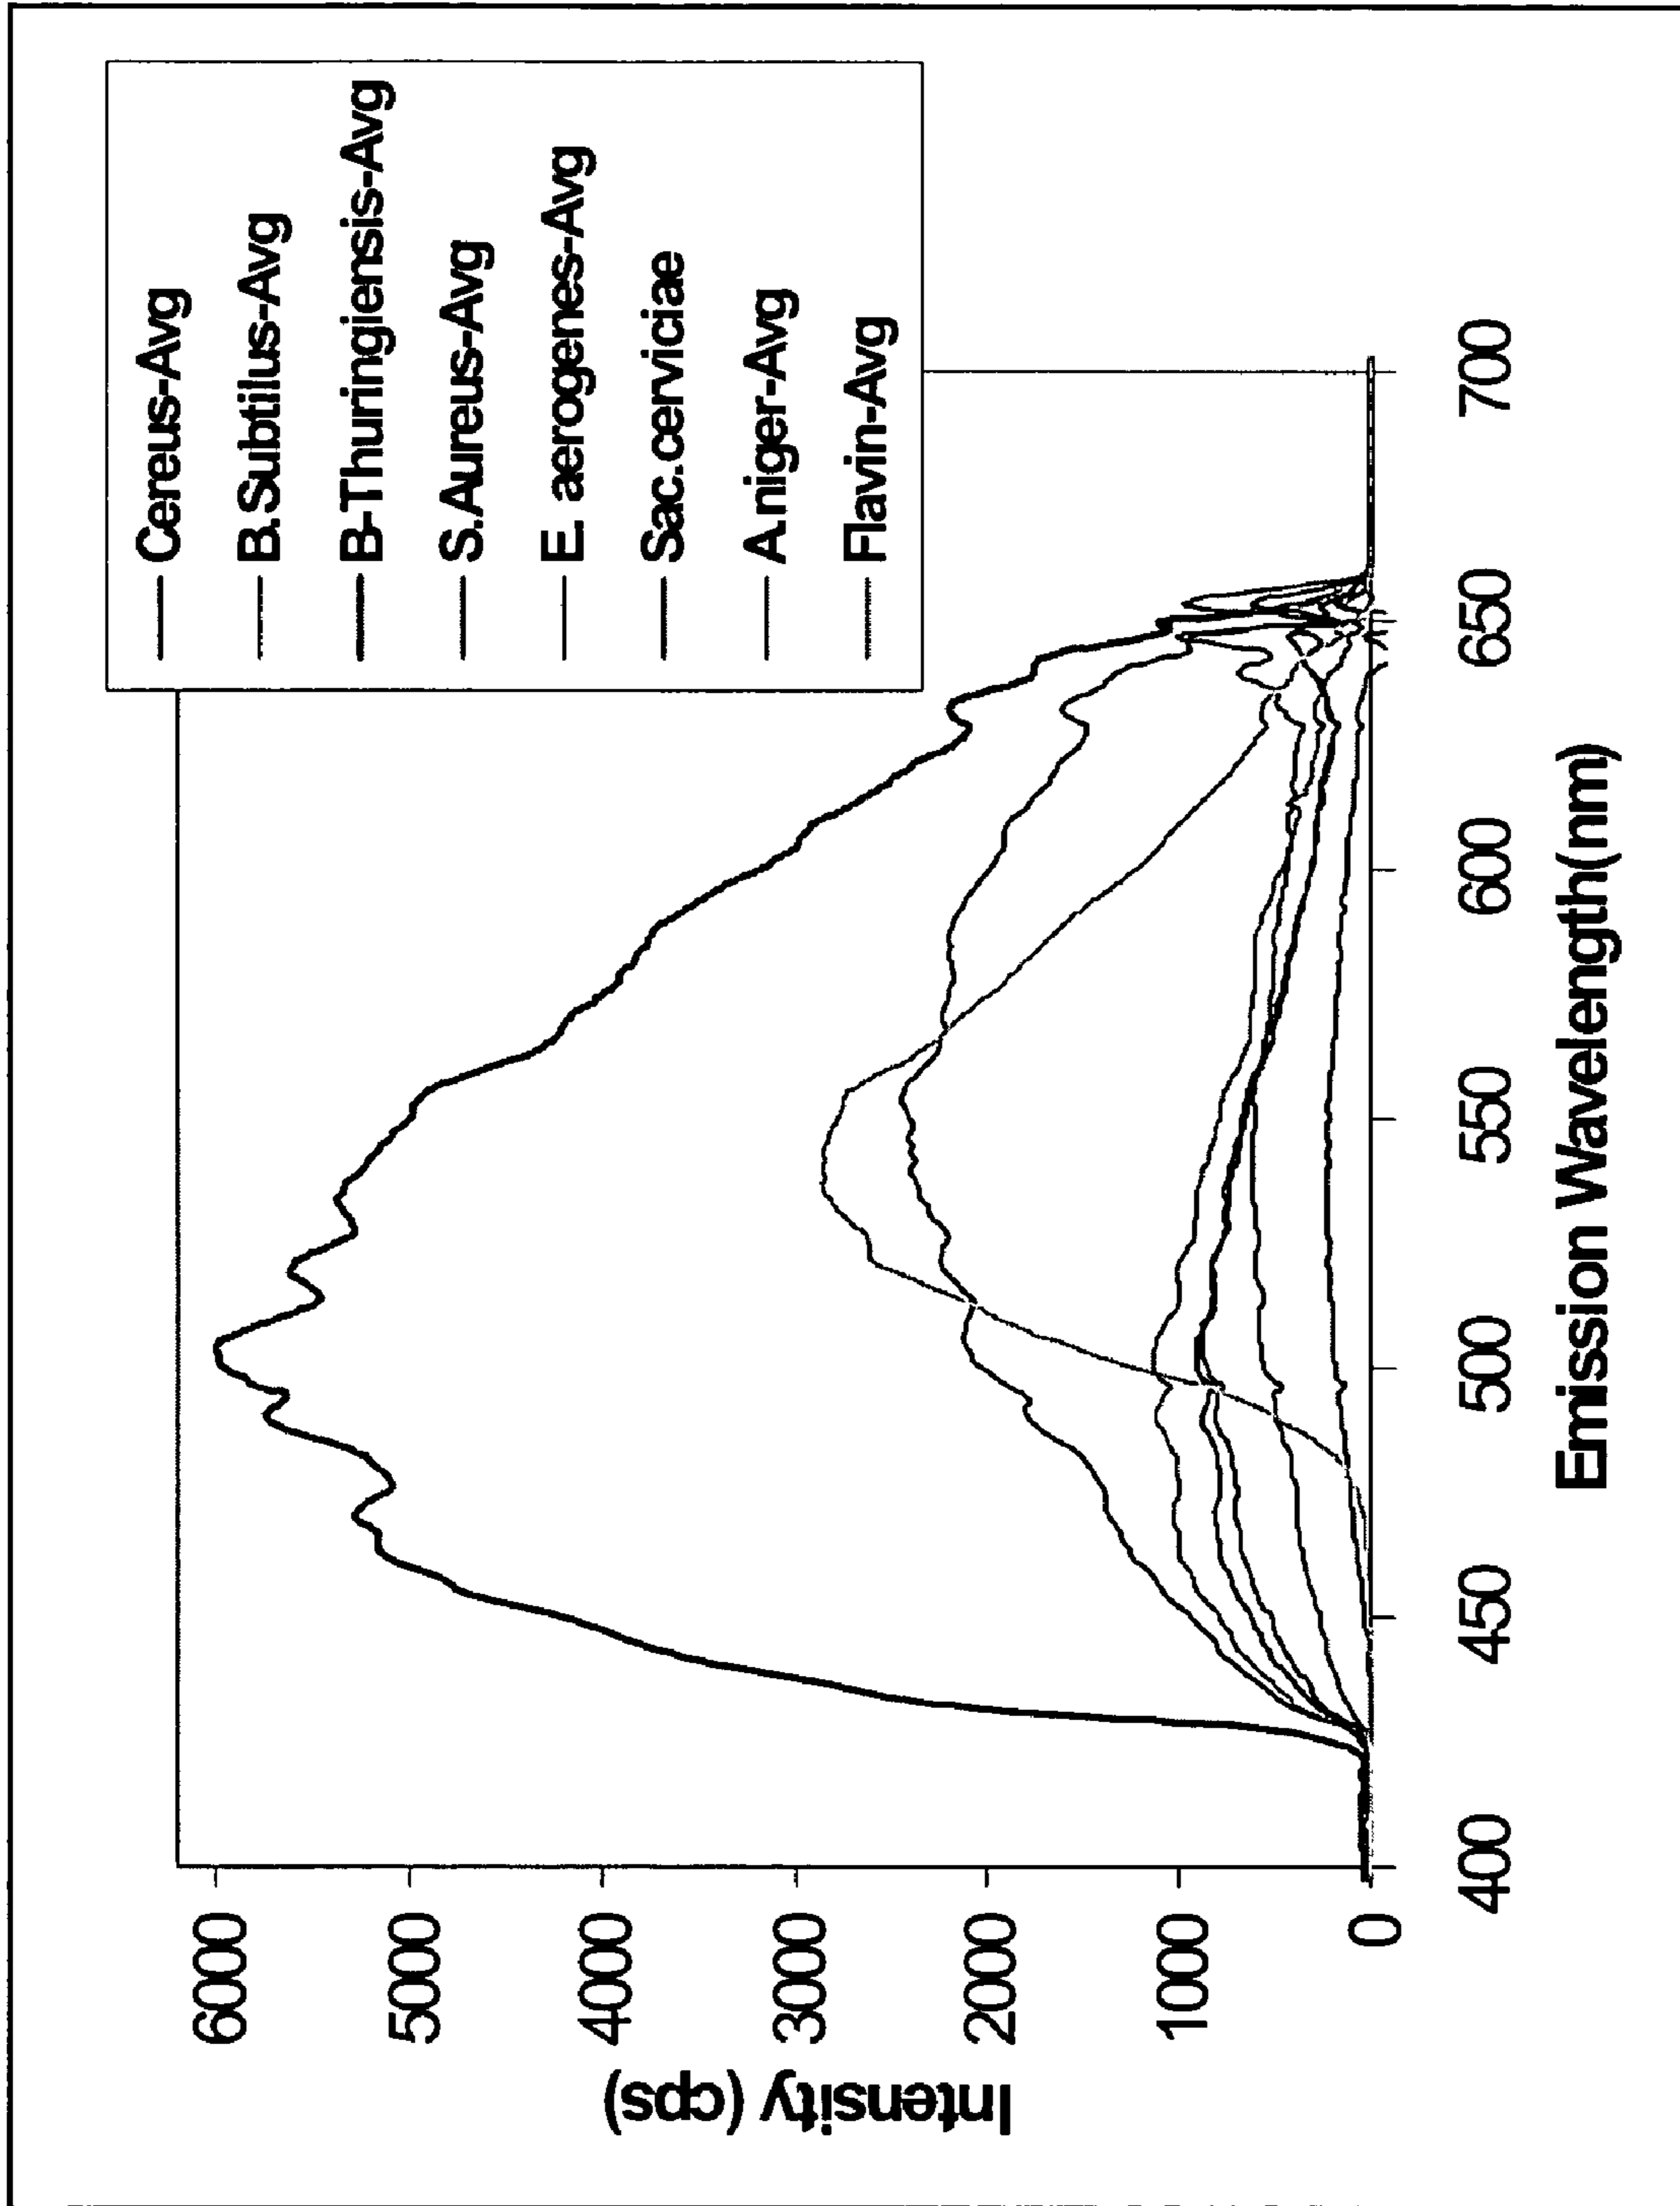 Cereus-Avg
B.Subtilus-Avg
B-Thuringiensis-Avg
S.Aureus-Avg
E. aerogenes-Avg
Sac.cerviciae
A.niger-Avg
Flavin-Avg
Intensity (cps)
6000
5000
4000
3000
2000
1000
0
400 450 500 550 600 650 700
Emission Wavelength(nm)